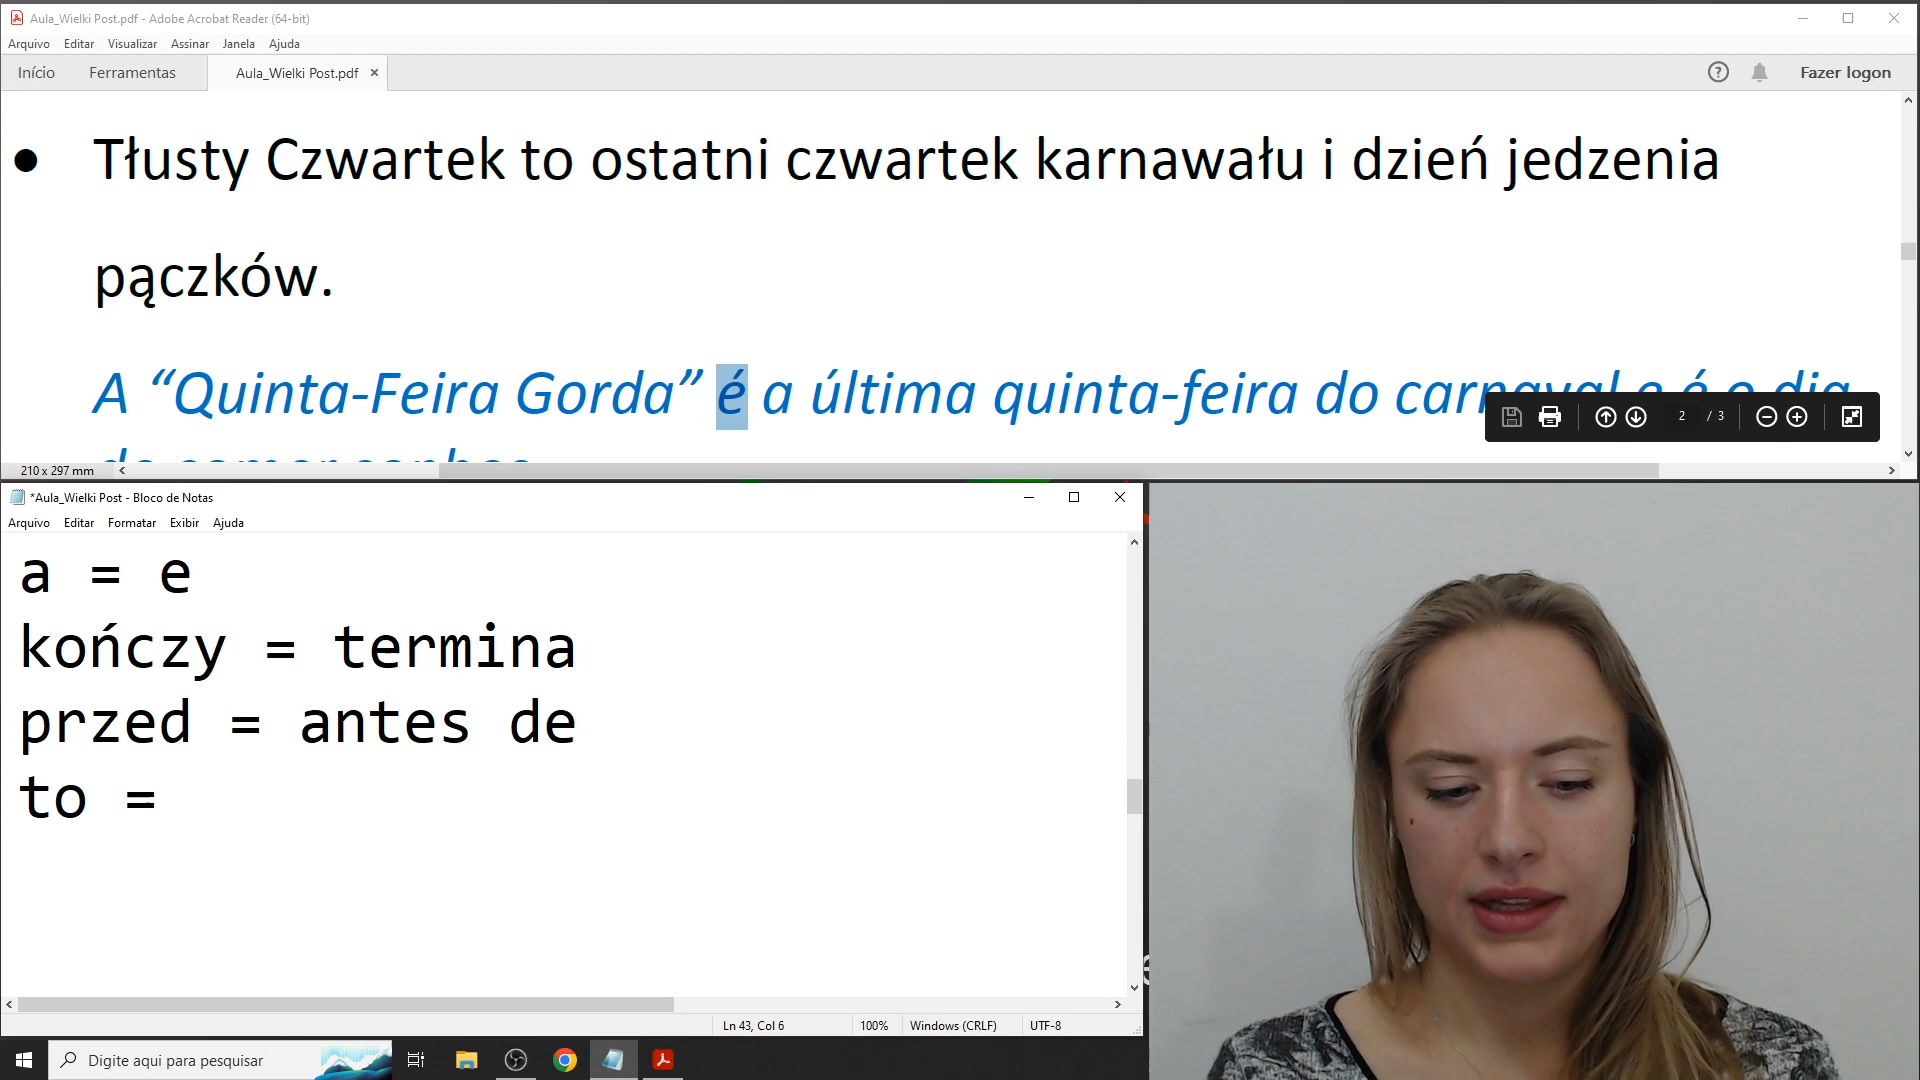 Aula_Wielki Post.pdf - Adobe Acrobat Reader (64-bit)
Arquivo Editar Visualizar Assinar Janela Ajuda
Início Ferramentas Aula_Wielki Post.pdf Fazer logon
● Tłusty Czwartek to ostatni czwartek karnawału i dzień jedzenia
pączków.
A “Quinta-Feira Gorda” é a última quinta-feira do carnaval e é o dia
2 / 3
210 x 297 mm
*Aula_Wielki Post - Bloco de Notas
Arquivo Editar Formatar Exibir Ajuda
a = e
kończy = termina
przed = antes de
to =
Ln 43, Col 6 100% Windows (CRLF) UTF-8
Digite aqui para pesquisar